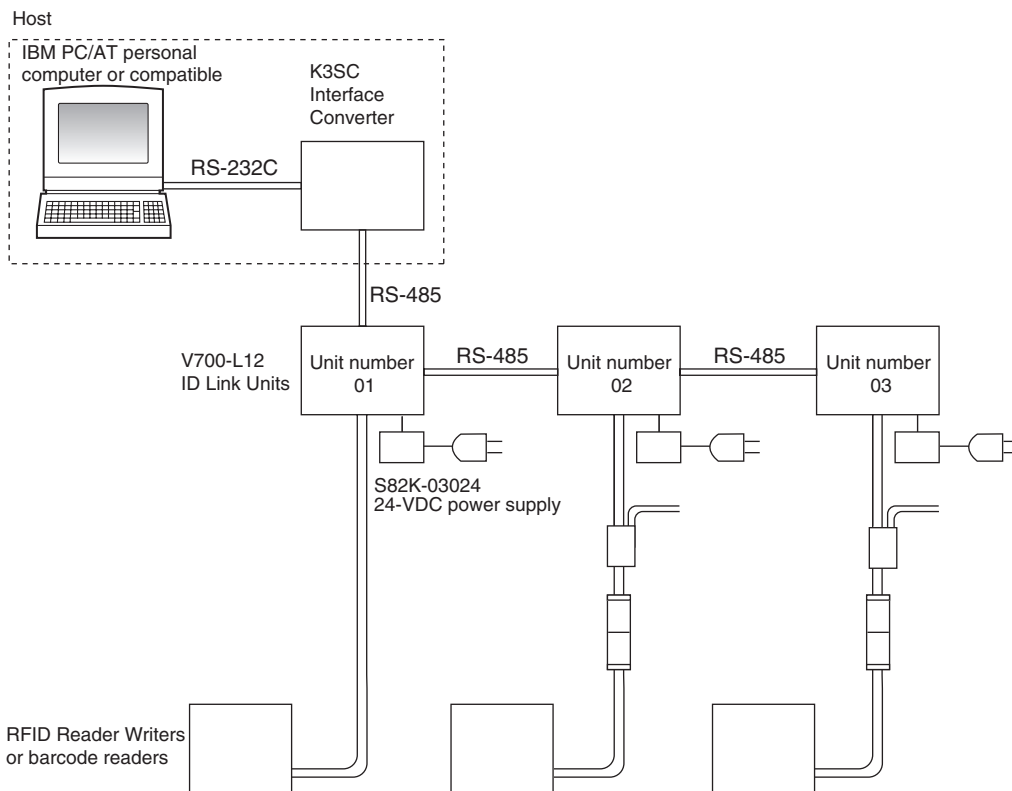 Host
IBM PC/AT personal
computer or compatible
K3SC
Interface
Converter
RS-232C
RS-485
V700-L12
ID Link Units
Unit number
01
RS-485
Unit number
02
RS-485
Unit number
03
S82K-03024
24-VDC power supply
RFID Reader Writers
or barcode readers